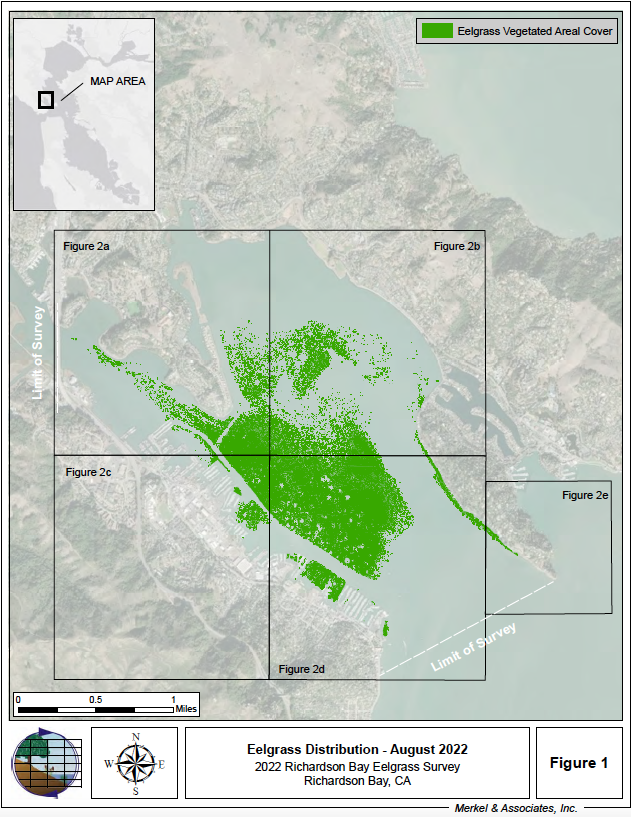 MAP AREA
Eelgrass Vegetated Areal Cover
Figure 2a
Figure 2b
Limit of Survey
Figure 2c
Figure 2e
Limit of Survey
Figure 2d
0 0.5 1
Miles
N
W E
S
Eelgrass Distribution - August 2022
2022 Richardson Bay Eelgrass Survey
Richardson Bay, CA
Figure 1
Merkel & Associates, Inc.